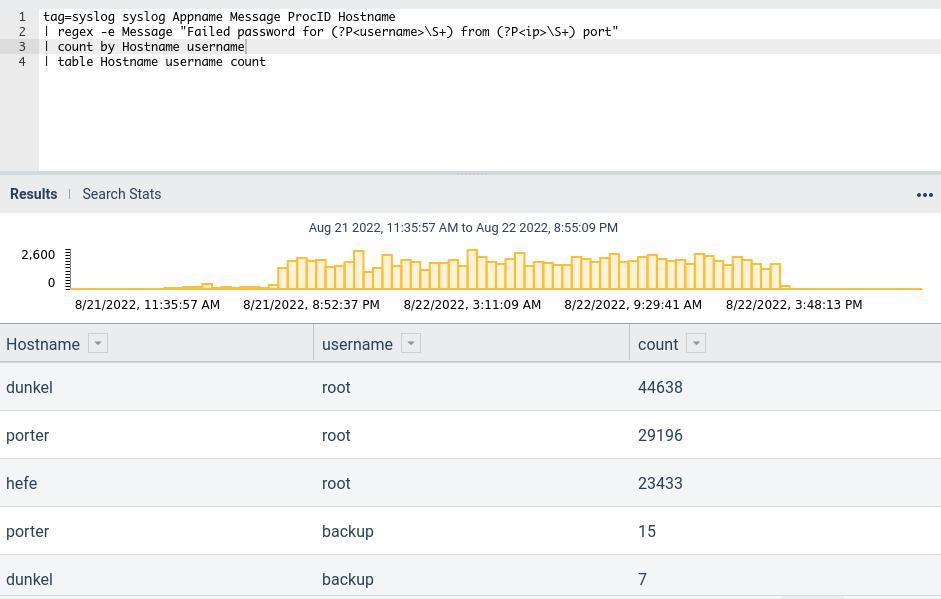 1 tag=syslog syslog Appname Message ProcID Hostname
2 | regex -e Message "Failed password for (?P<username>\S+) from (?P<ip>\S+) port"
3 | count by Hostname username
4 | table Hostname username count
Results | Search Stats
Aug 21 2022, 11:35:57 AM to Aug 22 2022, 8:55:09 PM
2,600
0
8/21/2022, 11:35:57 AM 8/21/2022, 8:52:37 PM 8/22/2022, 3:11:09 AM 8/22/2022, 9:29:41 AM 8/22/2022, 3:48:13 PM
Hostname username count
dunkel root 44638
porter root 29196
hefe root 23433
porter backup 15
dunkel backup 7